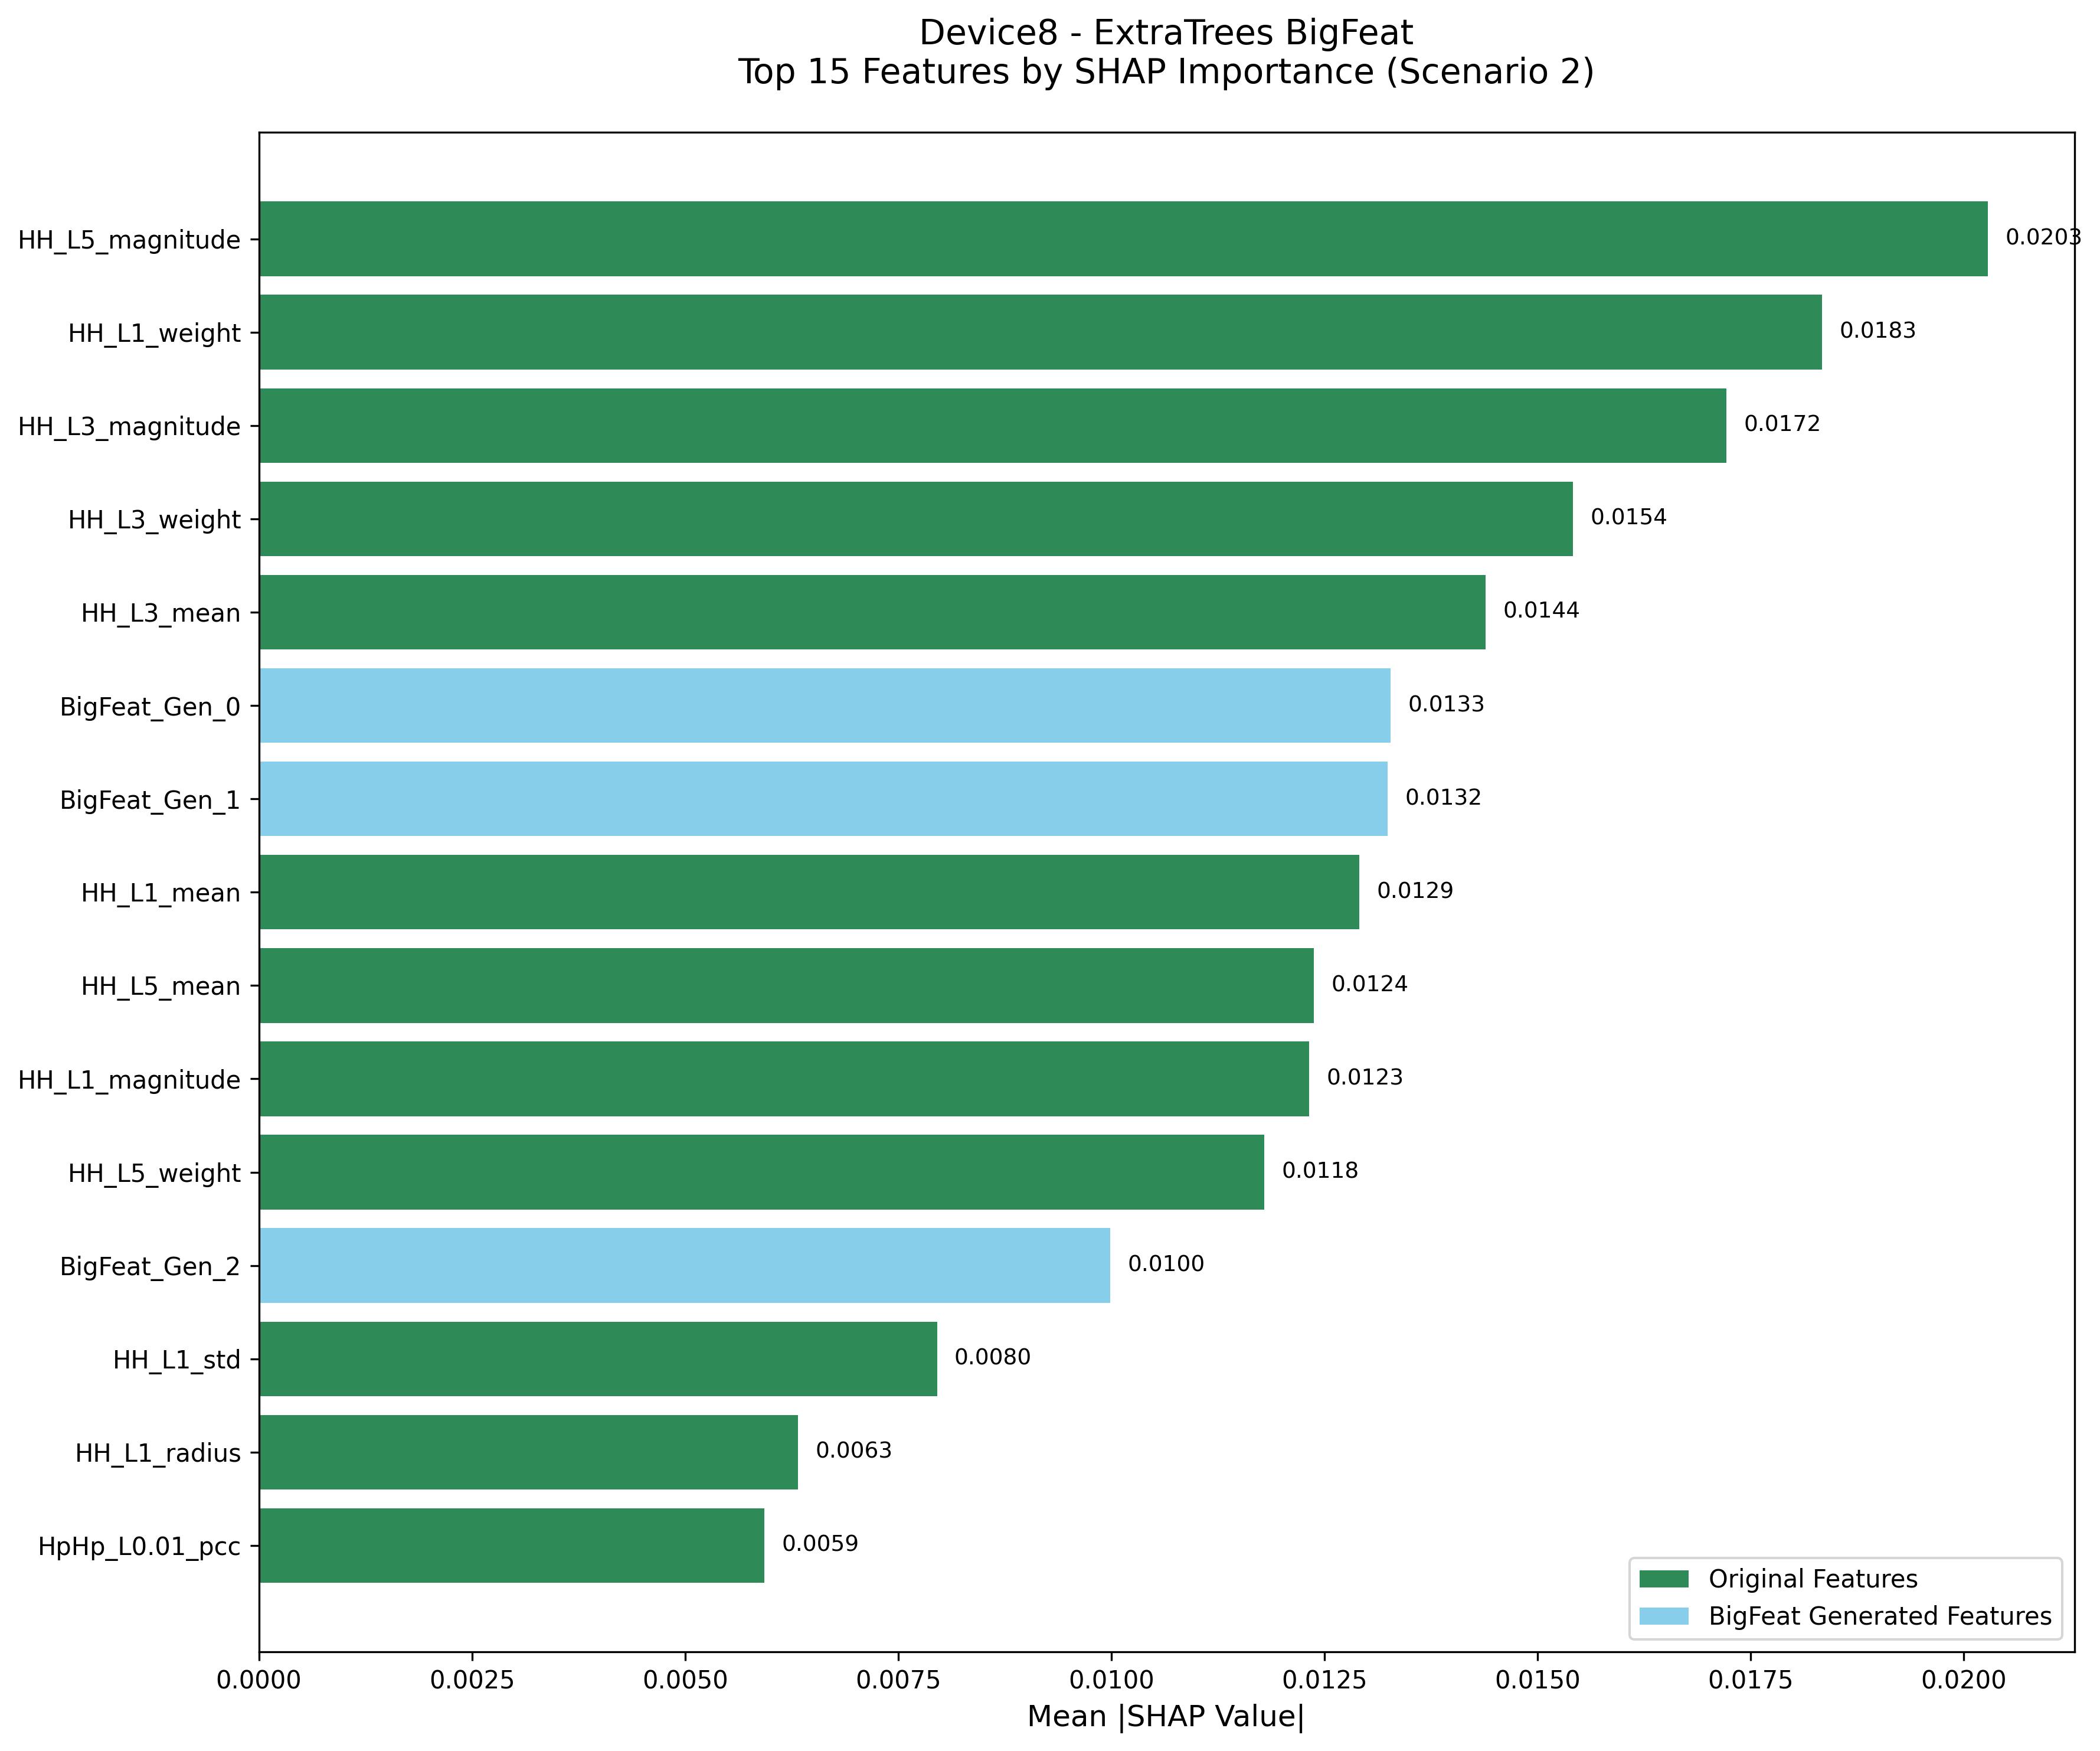 Device8 - ExtraTrees BigFeat
Top 15 Features by SHAP Importance (Scenario 2)
HH_L5_magnitude 0.0203
HH_L1_weight 0.0183
HH_L3_magnitude 0.0172
HH_L3_weight 0.0154
HH_L3_mean 0.0144
BigFeat_Gen_0 0.0133
BigFeat_Gen_1 0.0132
HH_L1_mean 0.0129
HH_L5_mean 0.0124
HH_L1_magnitude 0.0123
HH_L5_weight 0.0118
BigFeat_Gen_2 0.0100
HH_L1_std 0.0080
HH_L1_radius 0.0063
HpHp_L0.01_pcc 0.0059
Original Features
BigFeat Generated Features
0.0000 0.0025 0.0050 0.0075 0.0100 0.0125 0.0150 0.0175 0.0200
Mean |SHAP Value|